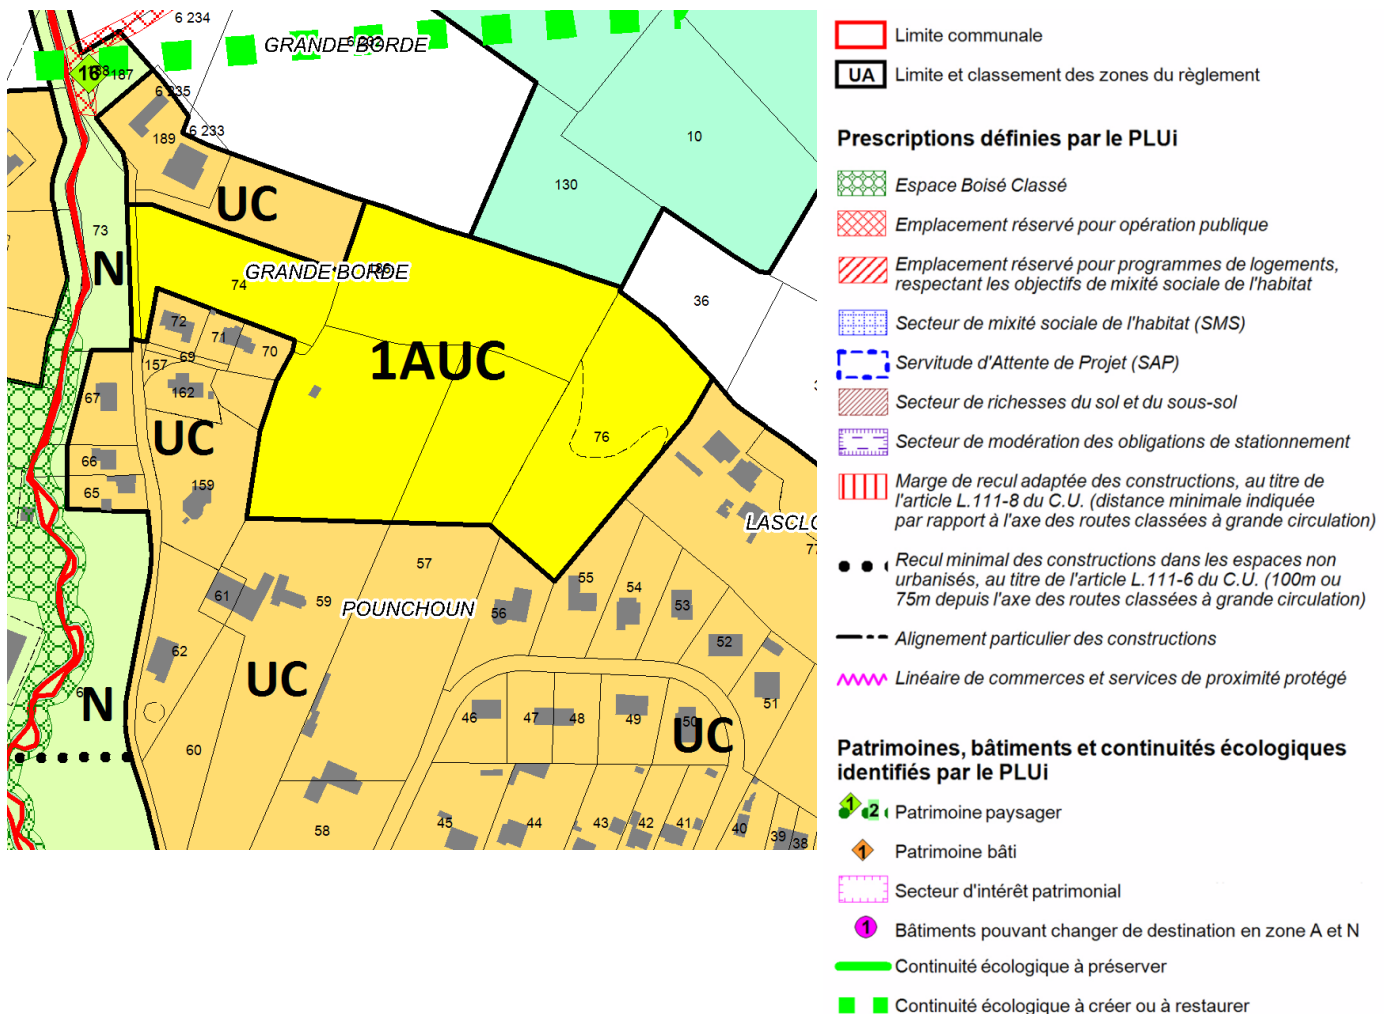 6 234
GRANDE BORDE
6 232
16
188
187
6 235
6 233
189
10
130
UC
73
N
GRANDE BORDE
186
74
36
72
71
70
69
157
1AUC
162
67
UC
76
66
65
159
LASCLO
77
57
55
54
53
61
59
POUNCHOUN
56
52
62
UC
51
N
46
47
48
49
50
UC
60
58
45
44
43
42
41
40
39
38
Limite communale
UA Limite et classement des zones du règlement
Prescriptions définies par le PLUi
Espace Boisé Classé
Emplacement réservé pour opération publique
Emplacement réservé pour programmes de logements,
respectant les objectifs de mixité sociale de l'habitat
Secteur de mixité sociale de l'habitat (SMS)
Servitude d'Attente de Projet (SAP)
Secteur de richesses du sol et du sous-sol
Secteur de modération des obligations de stationnement
Marge de recul adaptée des constructions, au titre de
l'article L.111-8 du C.U. (distance minimale indiquée
par rapport à l'axe des routes classées à grande circulation)
Recul minimal des constructions dans les espaces non
urbanisés, au titre de l'article L.111-6 du C.U. (100m ou
75m depuis l'axe des routes classées à grande circulation)
Alignement particulier des constructions
Linéaire de commerces et services de proximité protégé
Patrimoines, bâtiments et continuités écologiques
identifiés par le PLUi
1 2 Patrimoine paysager
1 Patrimoine bâti
Secteur d'intérêt patrimonial
1 Bâtiments pouvant changer de destination en zone A et N
Continuité écologique à préserver
Continuité écologique à créer ou à restaurer